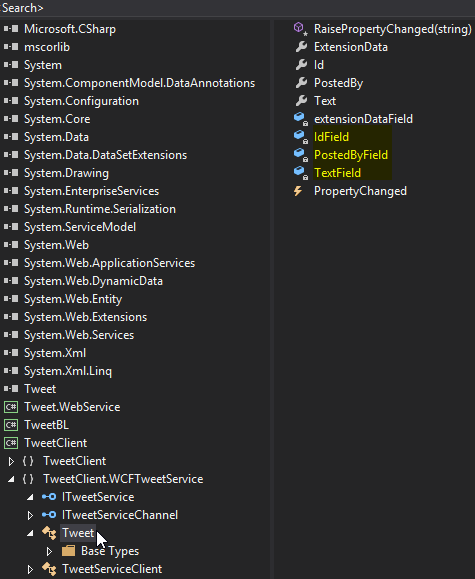 Search>
Microsoft.CSharp
mscorlib
System
System.ComponentModel.DataAnnotations
System.Configuration
System.Core
System.Data
System.Data.DataSetExtensions
System.Drawing
System.EnterpriseServices
System.Runtime.Serialization
System.ServiceModel
System.Web
System.Web.ApplicationServices
System.Web.DynamicData
System.Web.Entity
System.Web.Extensions
System.Web.Services
System.Xml
System.Xml.Linq
Tweet
C# Tweet.WebService
C# TweetBL
C# TweetClient
{ } TweetClient
{ } TweetClient.WCFTweetService
ITweetService
ITweetServiceChannel
Tweet
Base Types
TweetServiceClient
RaisePropertyChanged(string)
ExtensionData
Id
PostedBy
Text
extensionDataField
IdField
PostedByField
TextField
PropertyChanged